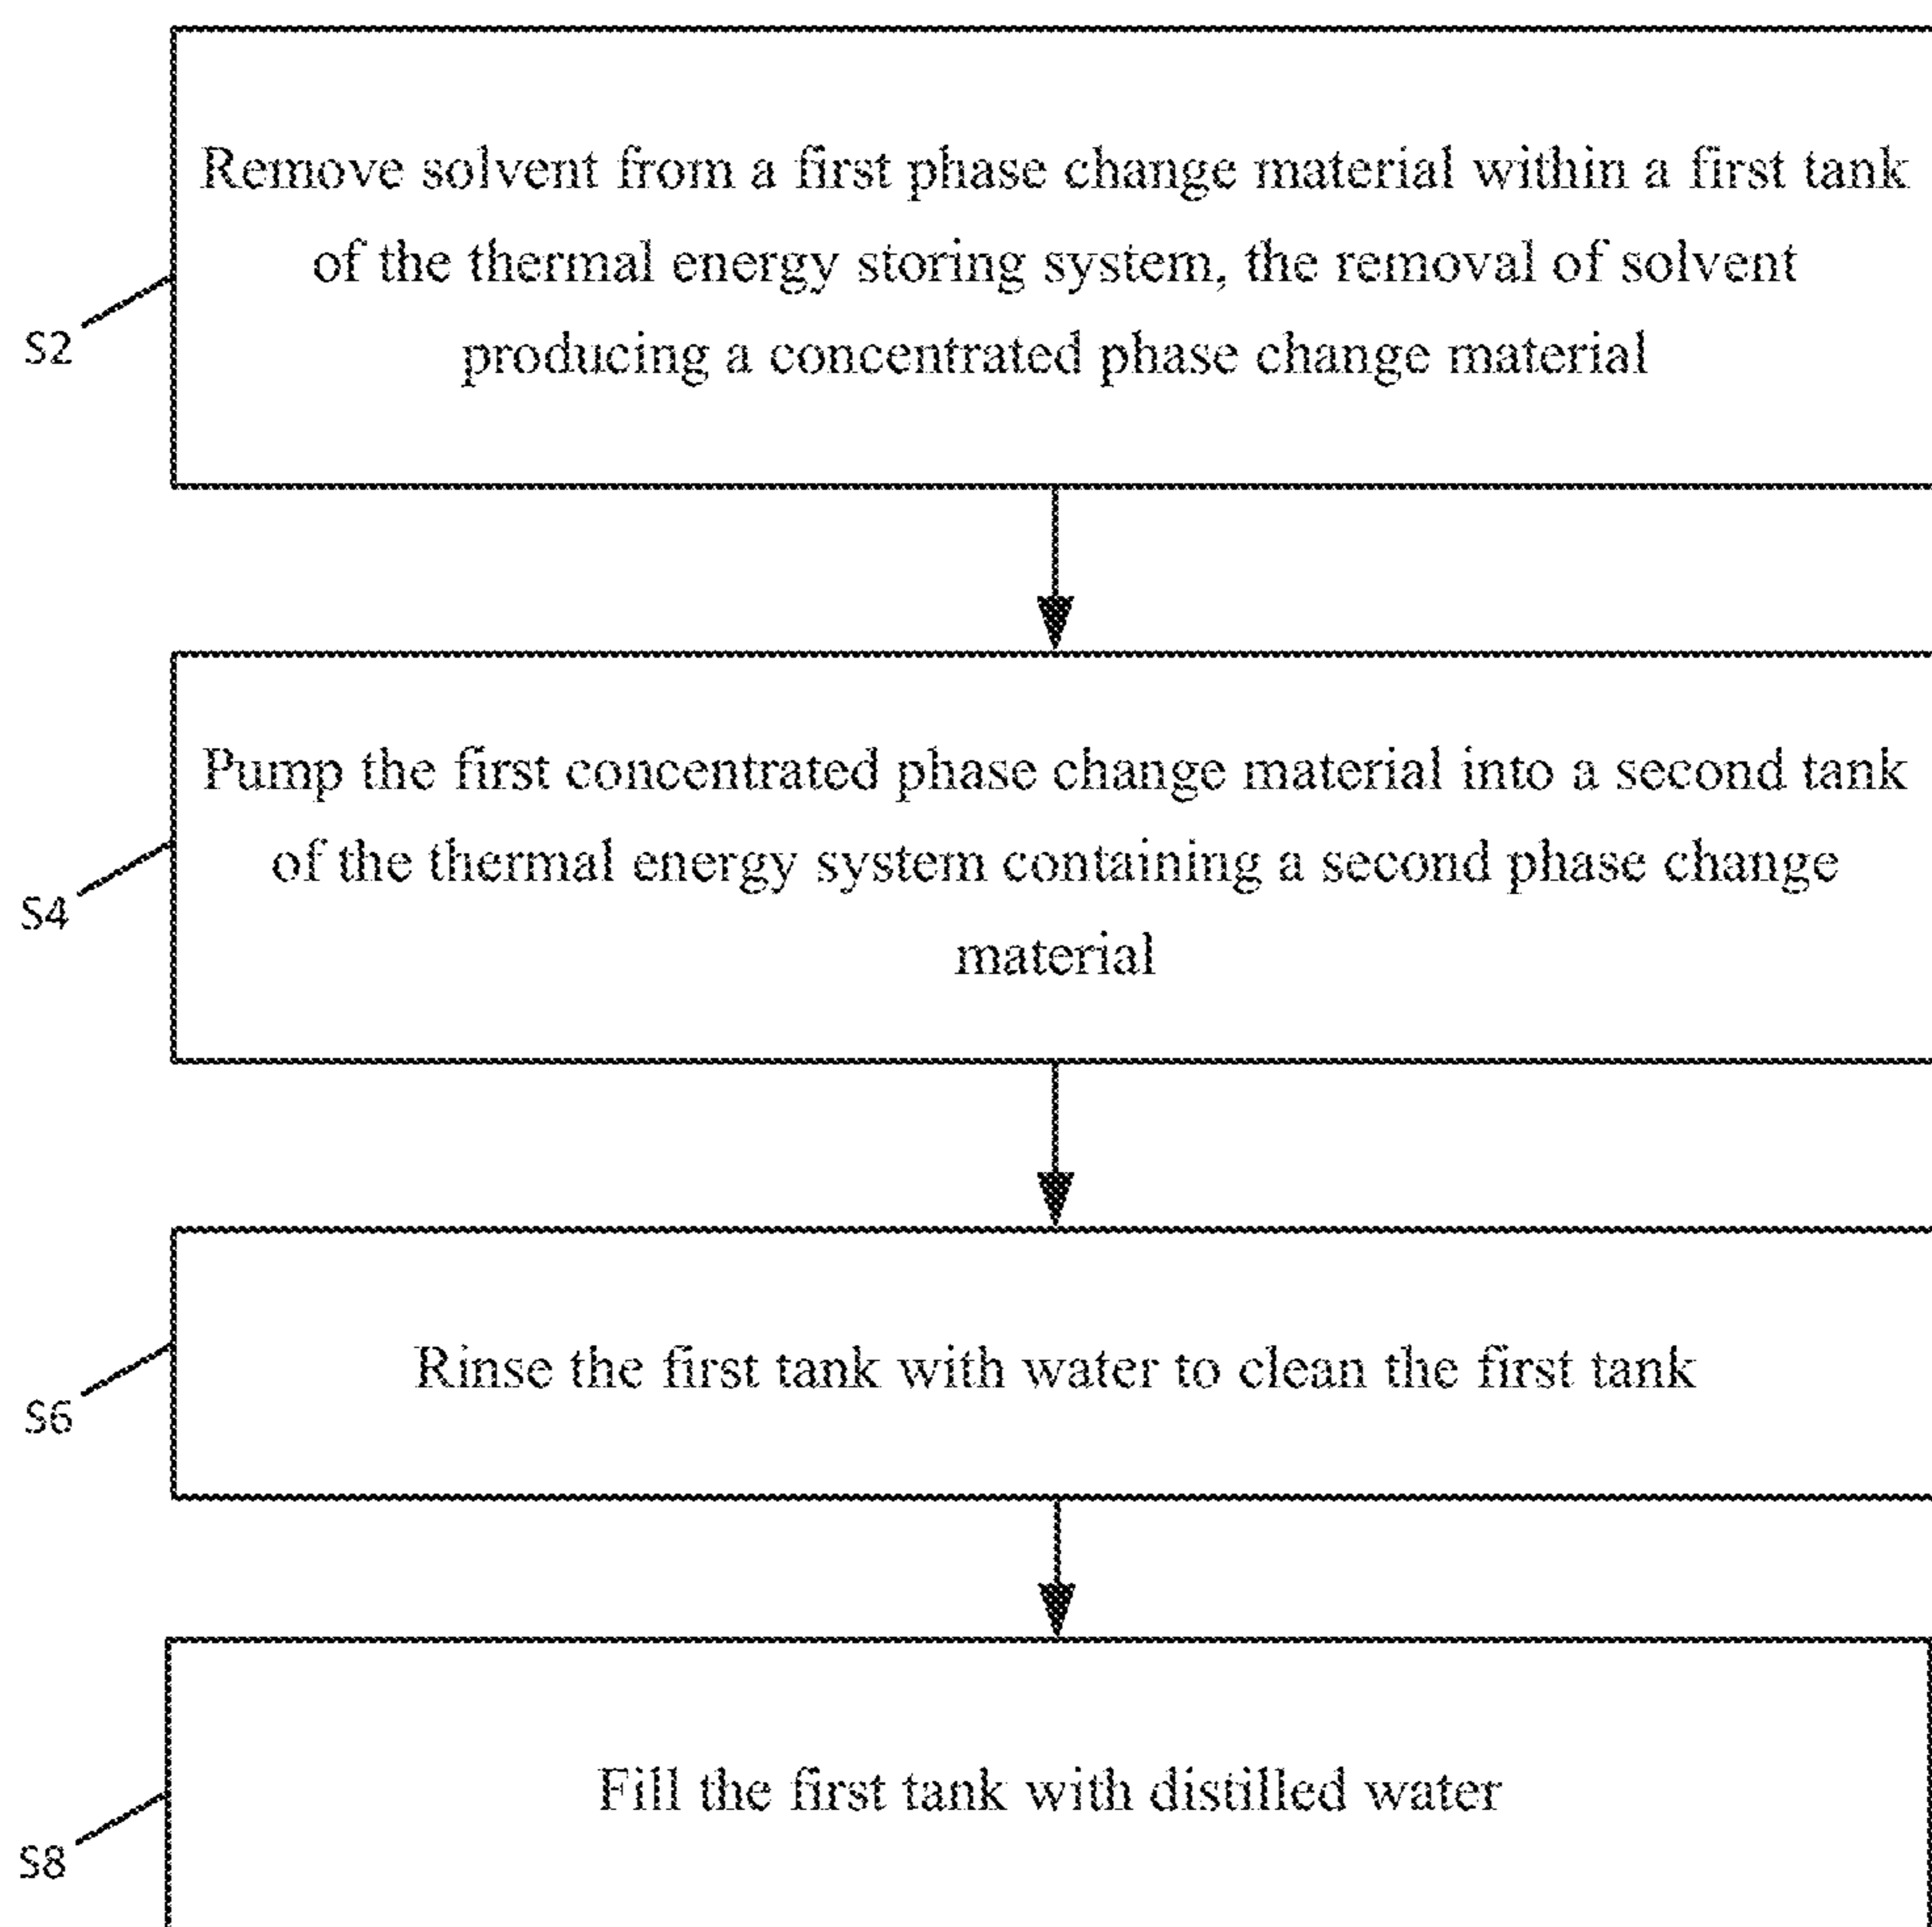 Remove solvent from a first phase change material within a first tank
of the thermal energy storing system, the removal of solvent
producing a concentrated phase change material
S2
Pump the first concentrated phase change material into a second tank
of the thermal energy system containing a second phase change
material
S4
Rinse the first tank with water to clean the first tank
S6
Fill the first tank with distilled water
S8